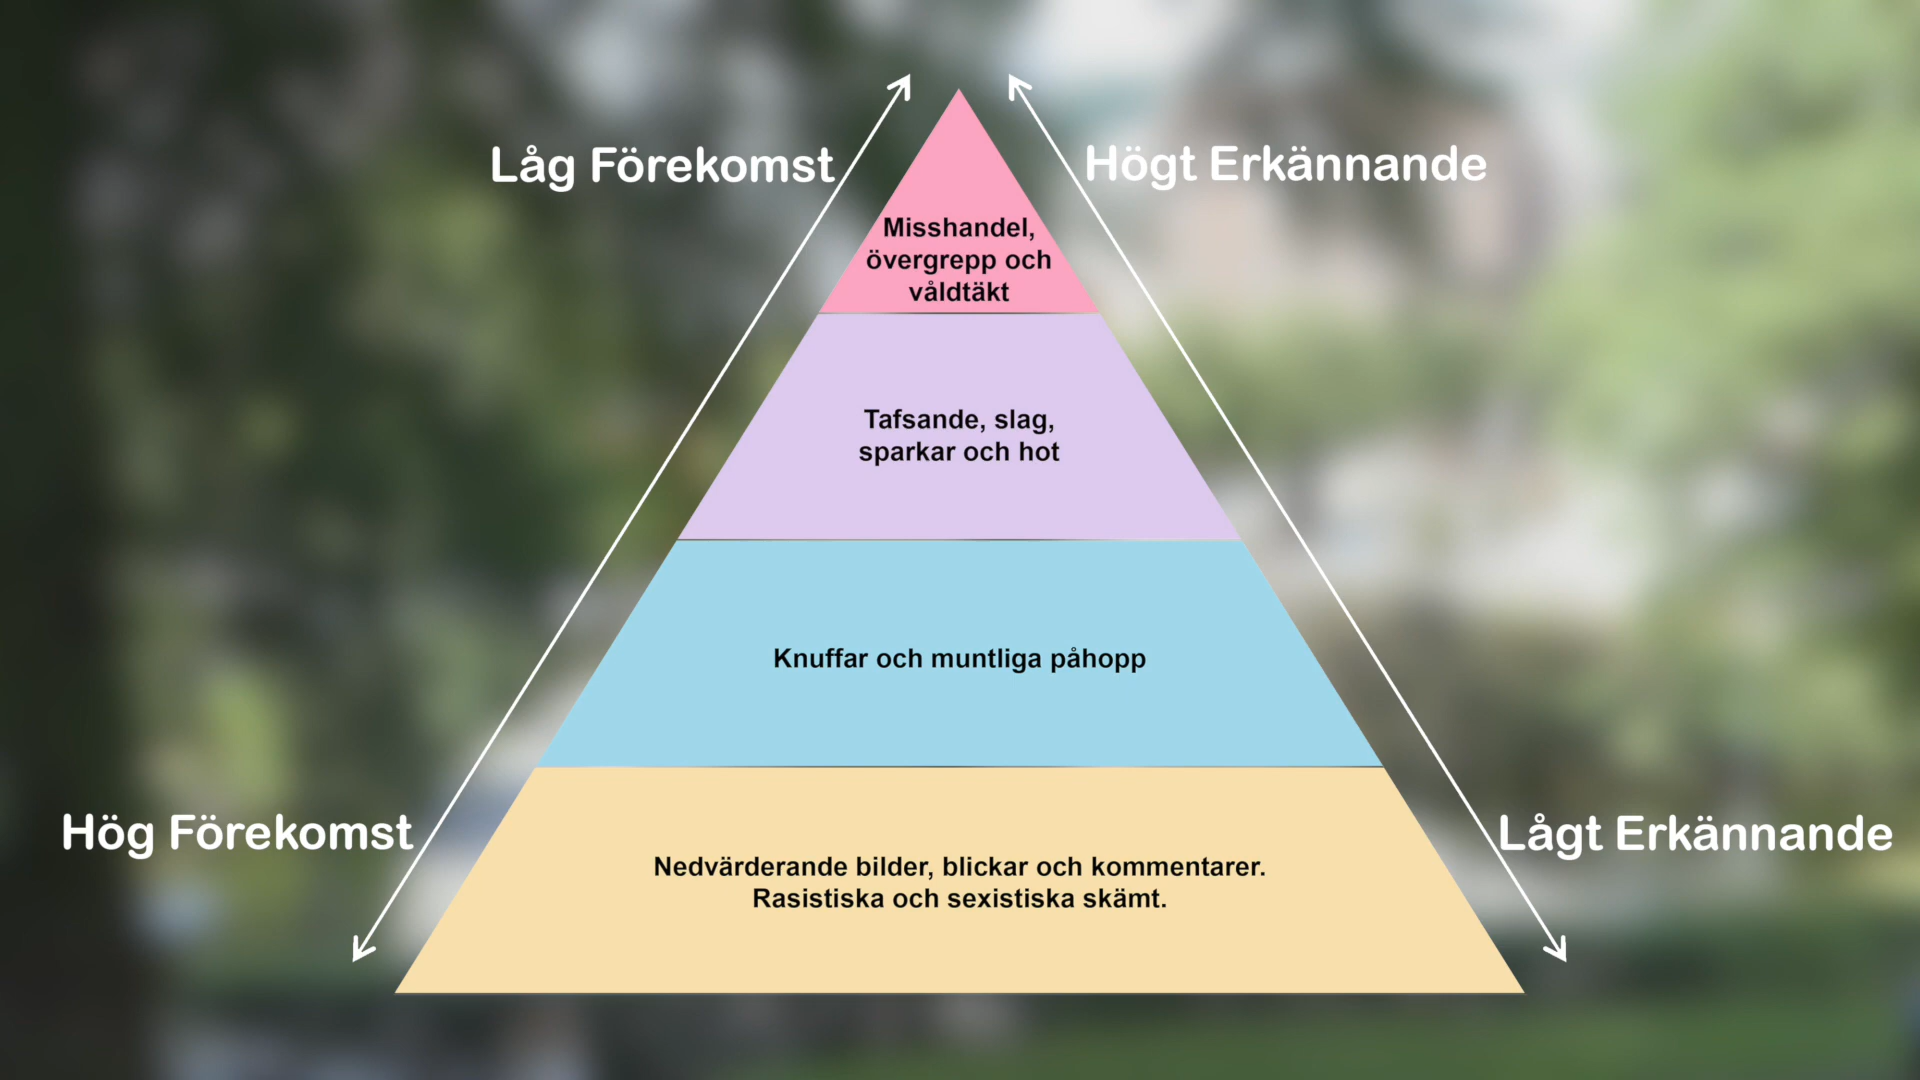 Låg Förekomst
Högt Erkännande
Misshandel,
övergrepp och
våldtäkt
Tafsande, slag,
sparkar och hot
Knuffar och muntliga påhopp
Hög Förekomst
Lågt Erkännande
Nedvärderande bilder, blickar och kommentarer.
Rasistiska och sexistiska skämt.